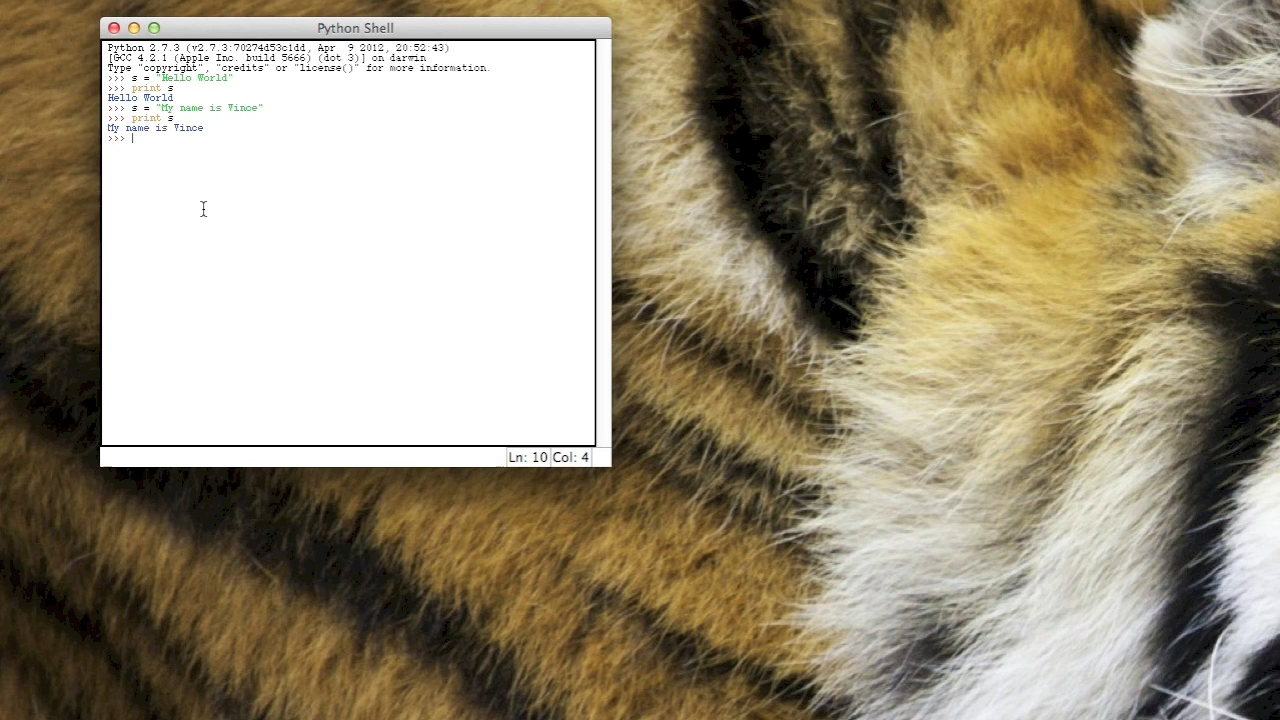 Python Shell
Python 2.7.3 (v2.7.3:70274d53c1dd, Apr  9 2012, 20:52:43)
[GCC 4.2.1 (Apple Inc. build 5666) (dot 3)] on darwin
Type "copyright", "credits" or "license()" for more information.
>>> s = "Hello World"
>>> print s
Hello World
>>> s = "My name is Vince"
>>> print s
My name is Vince
>>>
Ln: 10 Col: 4